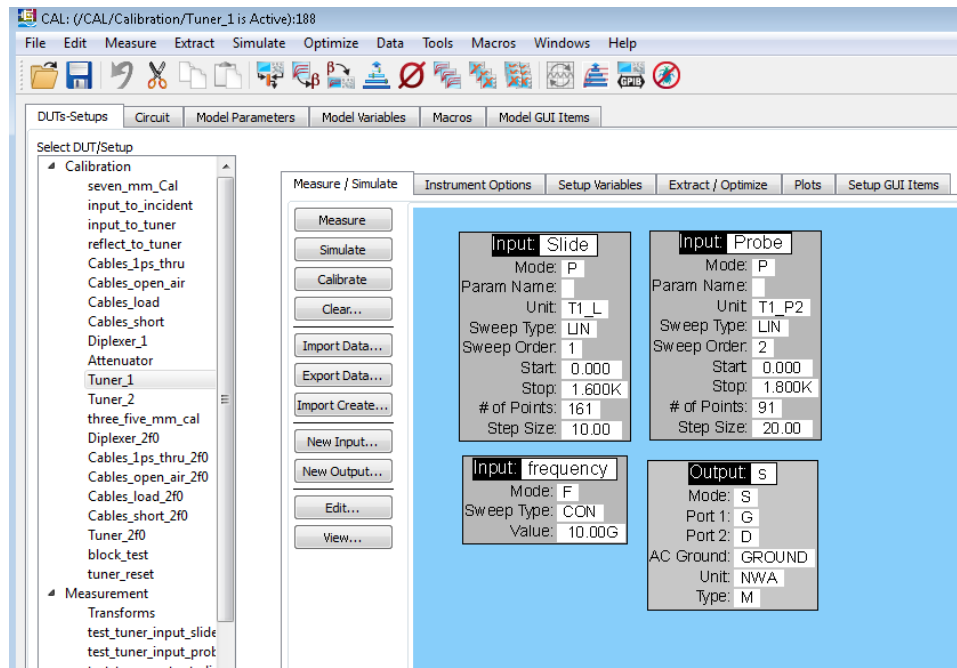 CAL: (/CAL/Calibration/Tuner_1 is Active):188
File Edit Measure Extract Simulate Optimize Data Tools Macros Windows Help
β β GPIB
DUTs-Setups Circuit Model Parameters Model Variables Macros Model GUI Items
Select DUT/Setup
Calibration
seven_mm_Cal
input_to_incident
input_to_tuner
reflect_to_tuner
Cables_1ps_thru
Cables_open_air
Cables_load
Cables_short
Diplexer_1
Attenuator
Tuner_1
Tuner_2
three_five_mm_cal
Diplexer_2f0
Cables_1ps_thru_2f0
Cables_open_air_2f0
Cables_load_2f0
Cables_short_2f0
Tuner_2f0
block_test
tuner_reset
Measurement
Transforms
test_tuner_input_slide
test_tuner_input_prob
Measure / Simulate Instrument Options Setup Variables Extract / Optimize Plots Setup GUI Items
Measure
Simulate
Calibrate
Clear...
Import Data...
Export Data...
Import Create...
New Input...
New Output...
Edit...
View...
Input: Slide
Mode: P
Param Name:
Unit: T1_L
Sweep Type: LIN
Sweep Order: 1
Start: 0.000
Stop: 1.600K
# of Points: 161
Step Size: 10.00
Input: Probe
Mode: P
Param Name:
Unit: T1_P2
Sweep Type: LIN
Sweep Order: 2
Start: 0.000
Stop: 1.800K
# of Points: 91
Step Size: 20.00
Input: frequency
Mode: F
Sweep Type: CON
Value: 10.00G
Output: s
Mode: S
Port 1: G
Port 2: D
AC Ground: GROUND
Unit: NWA
Type: M